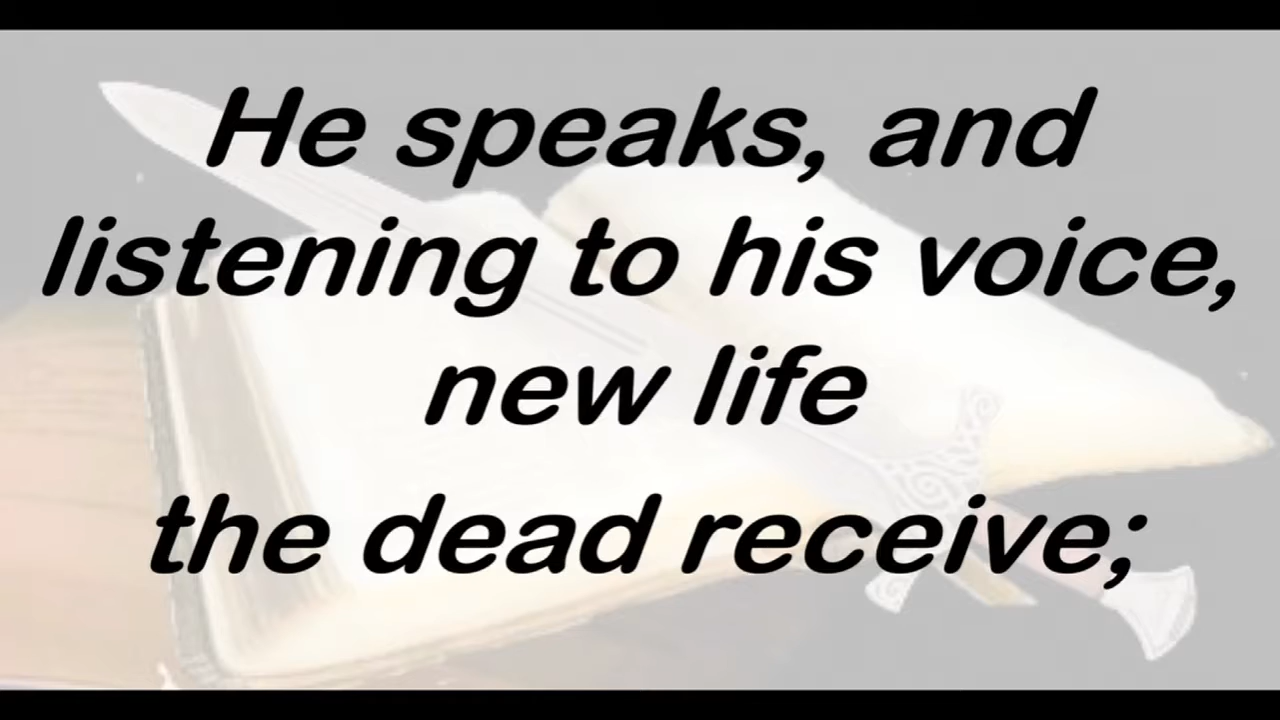 He speaks, and
listening to his voice,
new life
the dead receive;